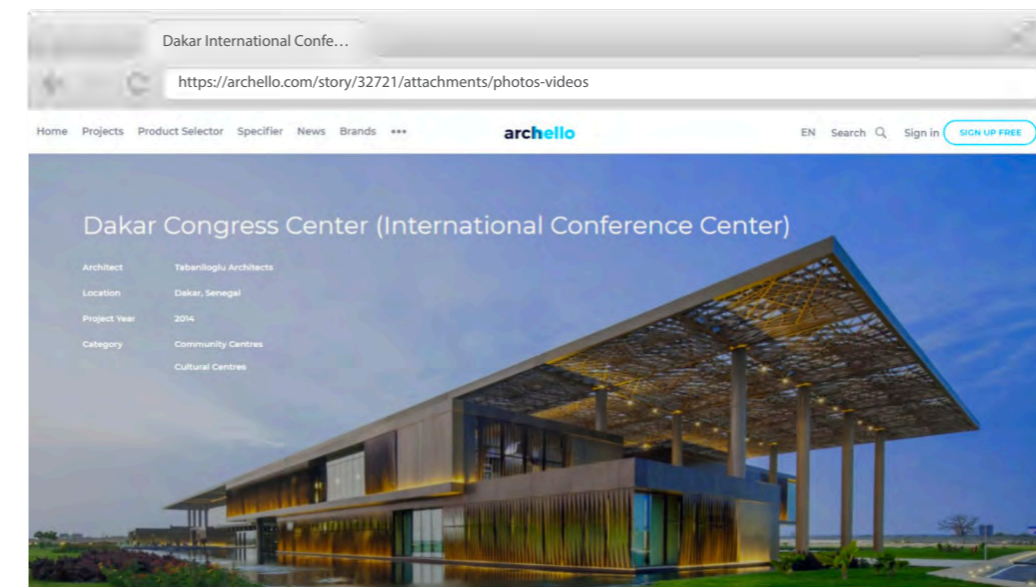 Dakar International Confe…
https://archello.com/story/32721/attachments/photos-videos
Home Projects Product Selector Specifier News Brands ••• archello EN Search Sign in SIGN UP FREE
Dakar Congress Center (International Conference Center)
Architect Tabanlioglu Architects
Location Dakar, Senegal
Project Year 2014
Category Community Centres
Cultural Centres